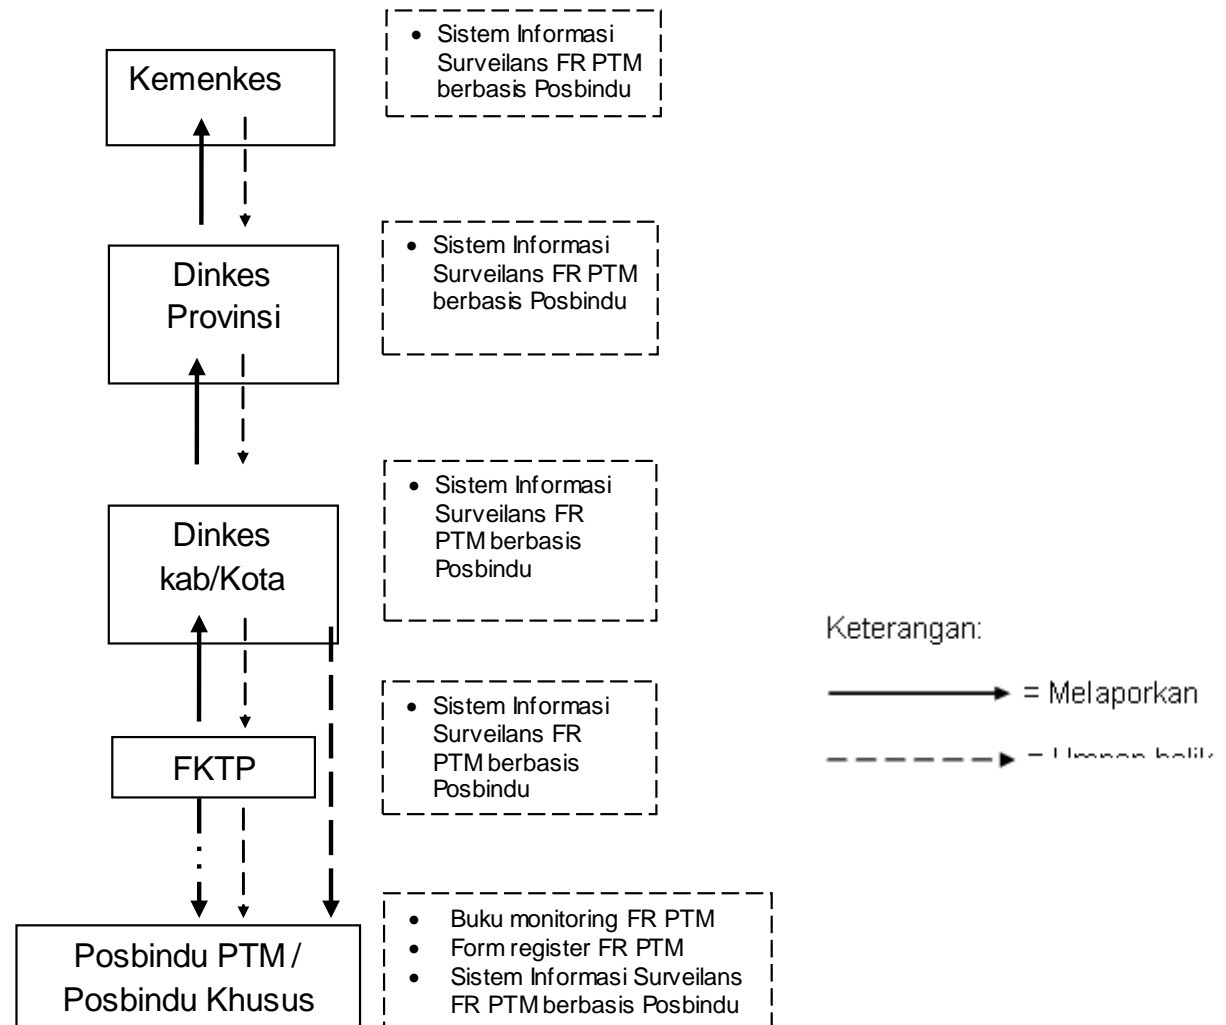 Kemenkes
• Sistem Informasi
Surveilans FR PTM
berbasis Posbindu
Dinkes
Provinsi
• Sistem Informasi
Surveilans FR PTM
berbasis Posbindu
Dinkes
kab/Kota
• Sistem Informasi
Surveilans FR
PTM berbasis
Posbindu
FKTP
• Sistem Informasi
Surveilans FR
PTM berbasis
Posbindu
Posbindu PTM /
Posbindu Khusus
• Buku monitoring FR PTM
• Form register FR PTM
• Sistem Informasi Surveilans
FR PTM berbasis Posbindu
Keterangan:
= Melaporkan